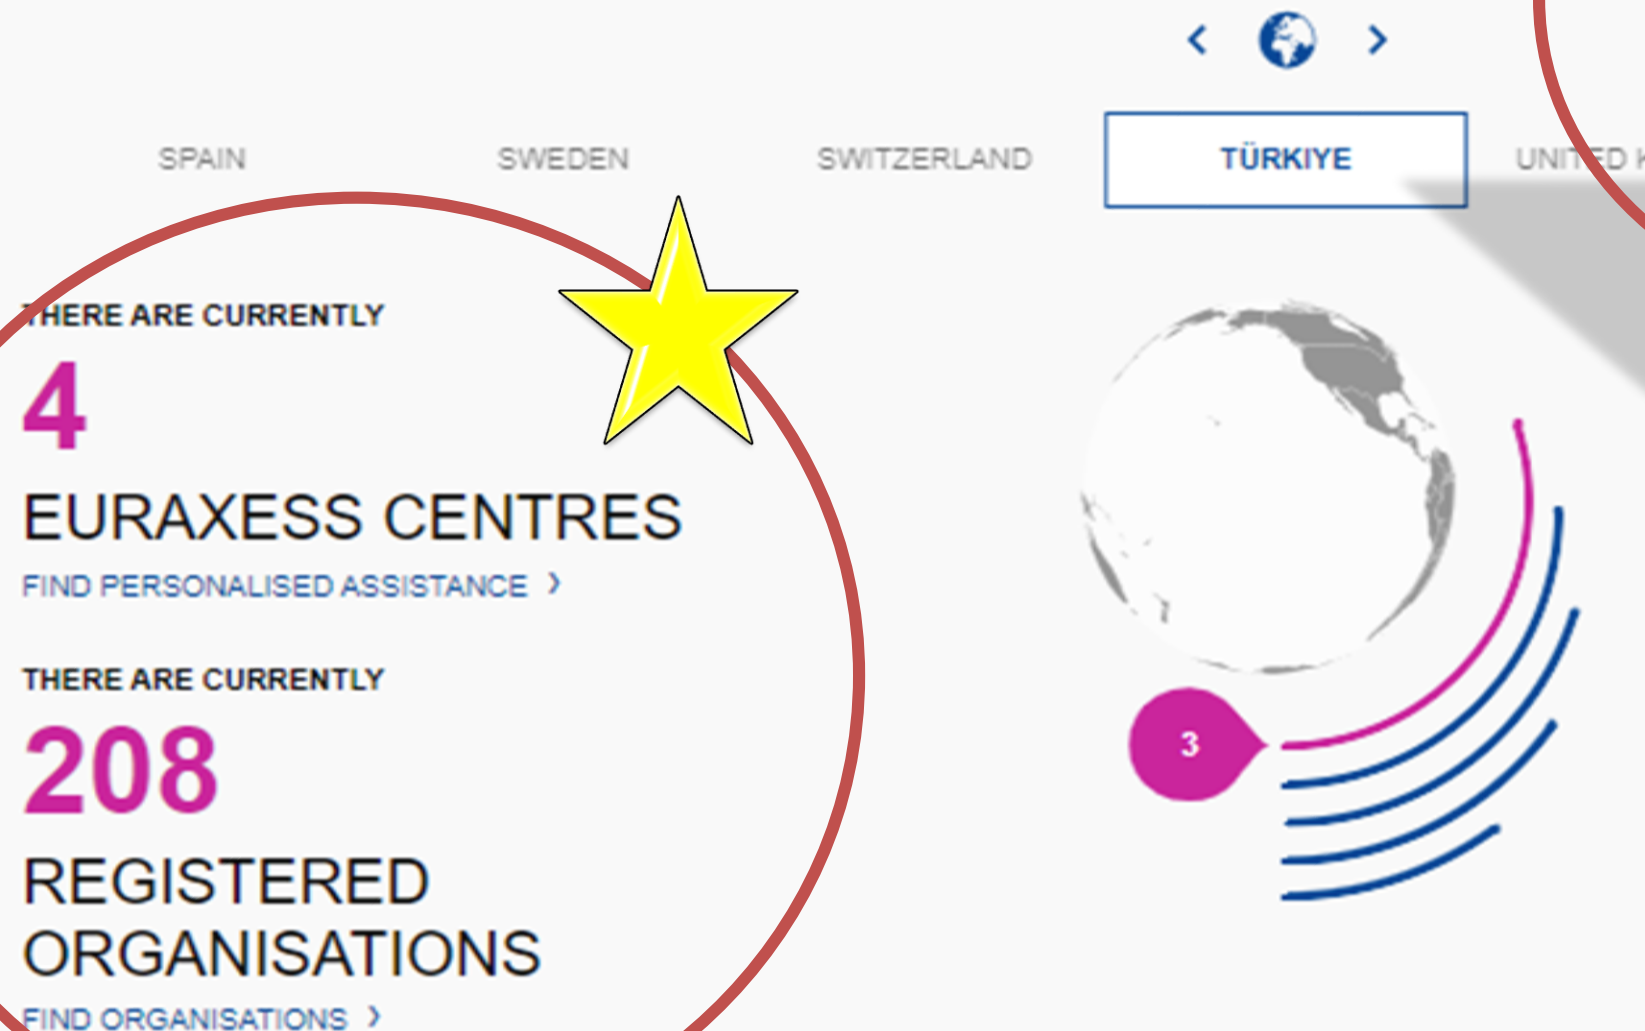 SPAIN SWEDEN SWITZERLAND TÜRKIYE UNITED
THERE ARE CURRENTLY
4
EURAXESS CENTRES
FIND PERSONALISED ASSISTANCE
THERE ARE CURRENTLY
208
3
REGISTERED
ORGANISATIONS
FIND ORGANISATIONS